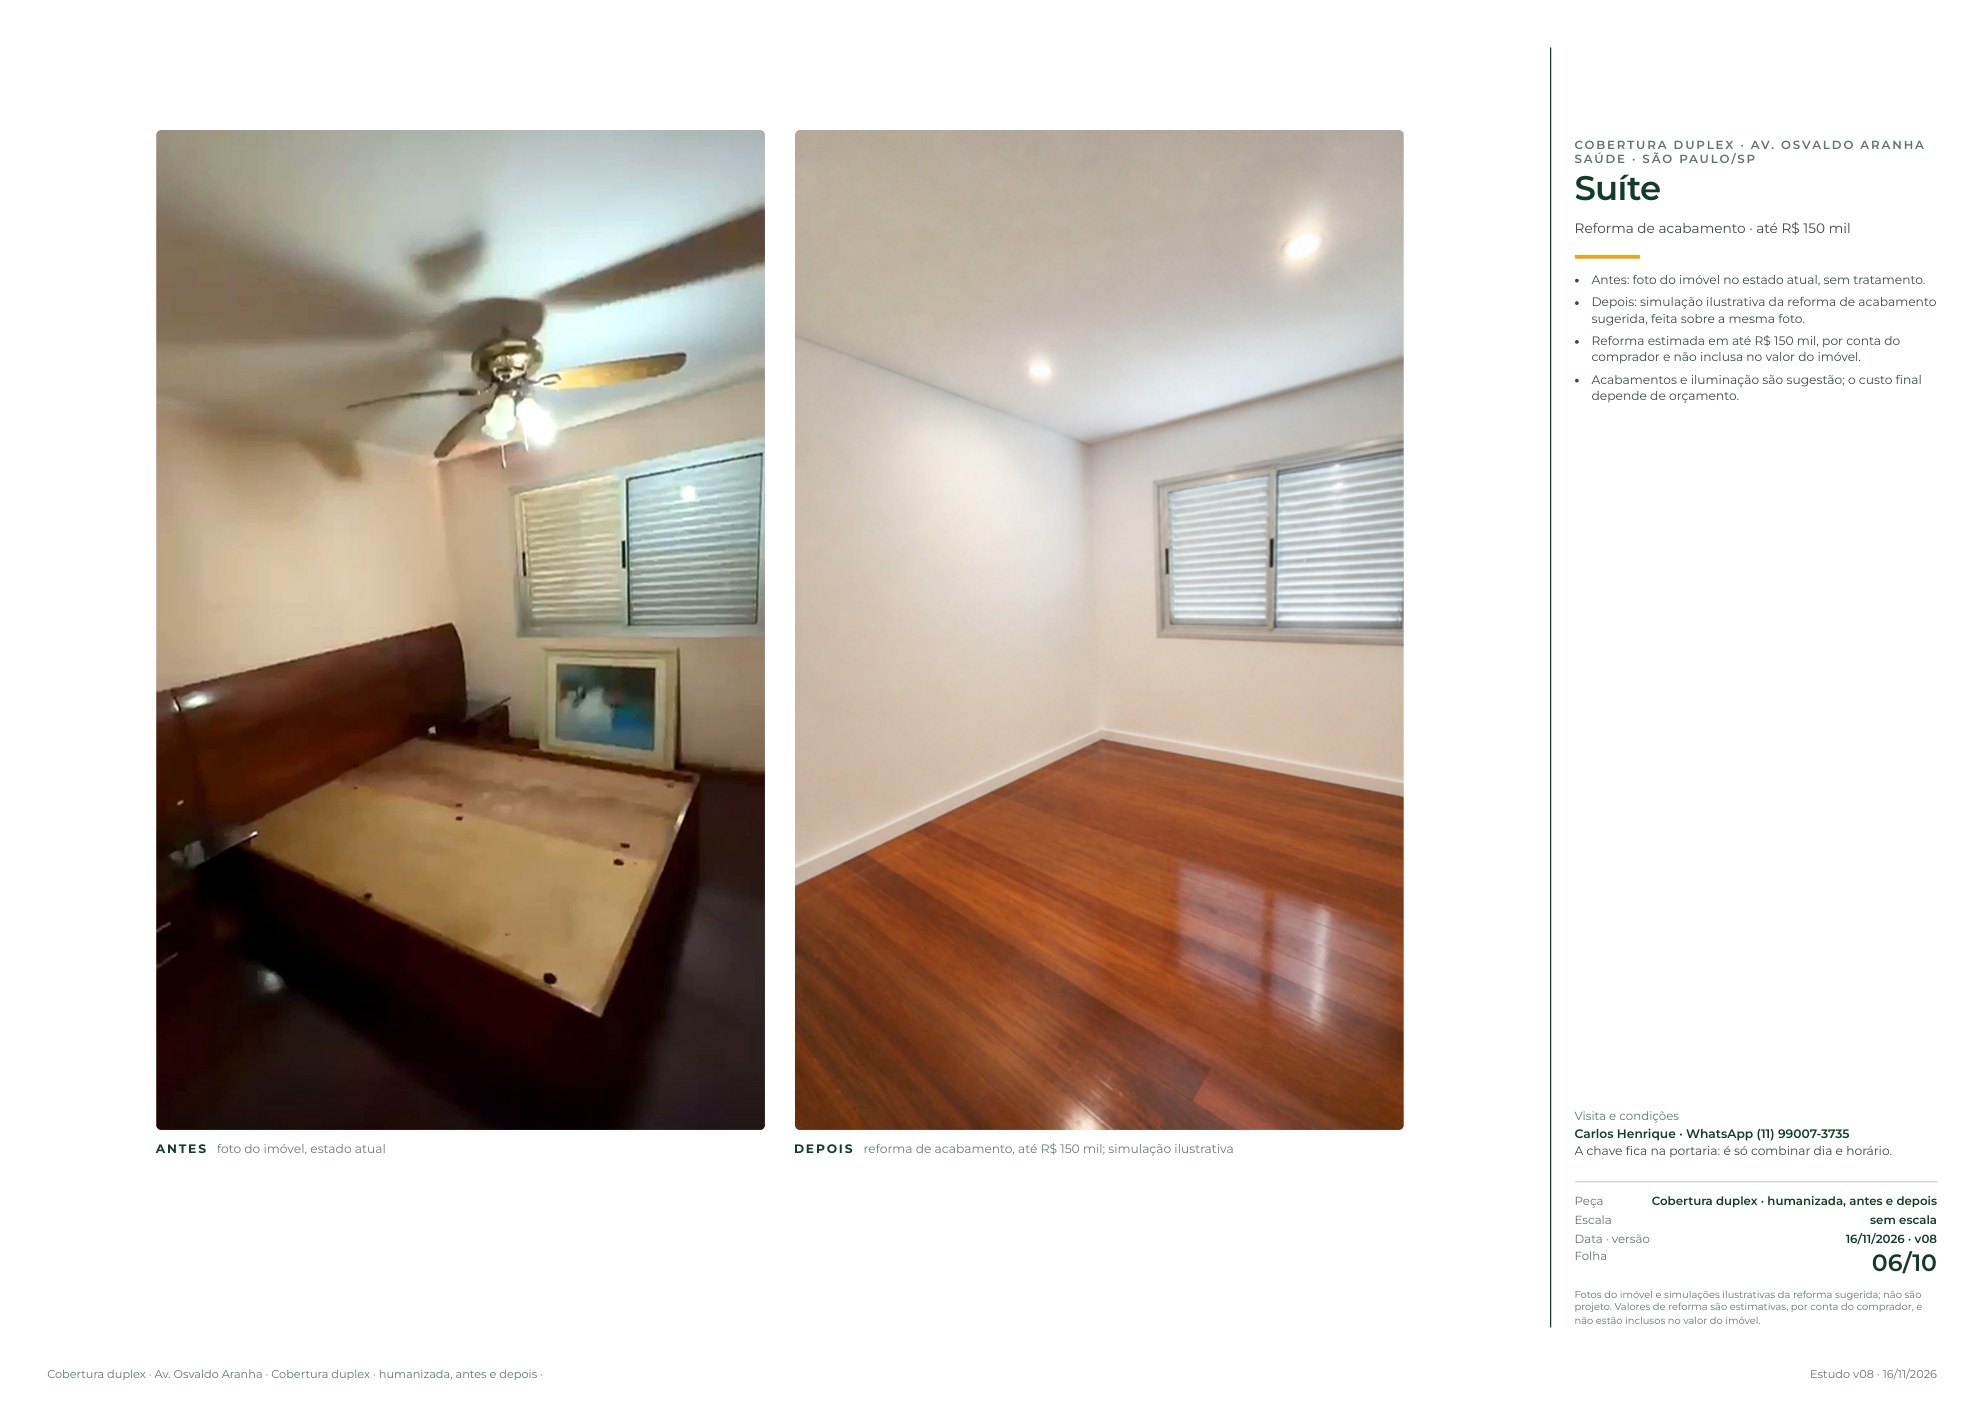 COBERTURA DUPLEX · AV. OSVALDO ARANHA
SAÚDE · SÃO PAULO/SP
Suíte
Reforma de acabamento · até R$ 150 mil
• Antes: foto do imóvel no estado atual, sem tratamento.
• Depois: simulação ilustrativa da reforma de acabamento
sugerida, feita sobre a mesma foto.
• Reforma estimada em até R$ 150 mil, por conta do
comprador e não inclusa no valor do imóvel.
• Acabamentos e iluminação são sugestão; o custo final
depende de orçamento.
ANTES foto do imóvel, estado atual
DEPOIS reforma de acabamento, até R$ 150 mil; simulação ilustrativa
Visita e condições
Carlos Henrique · WhatsApp (11) 99007-3735
A chave fica na portaria: é só combinar dia e horário.
Peça Cobertura duplex · humanizada, antes e depois
Escala sem escala
Data · versão 16/11/2026 · v08
Folha 06/10
Fotos do imóvel e simulações ilustrativas da reforma sugerida; não são
projeto. Valores de reforma são estimativas, por conta do comprador, e
não estão inclusos no valor do imóvel.
Cobertura duplex · Av. Osvaldo Aranha · Cobertura duplex · humanizada, antes e depois ·
Estudo v08 · 16/11/2026